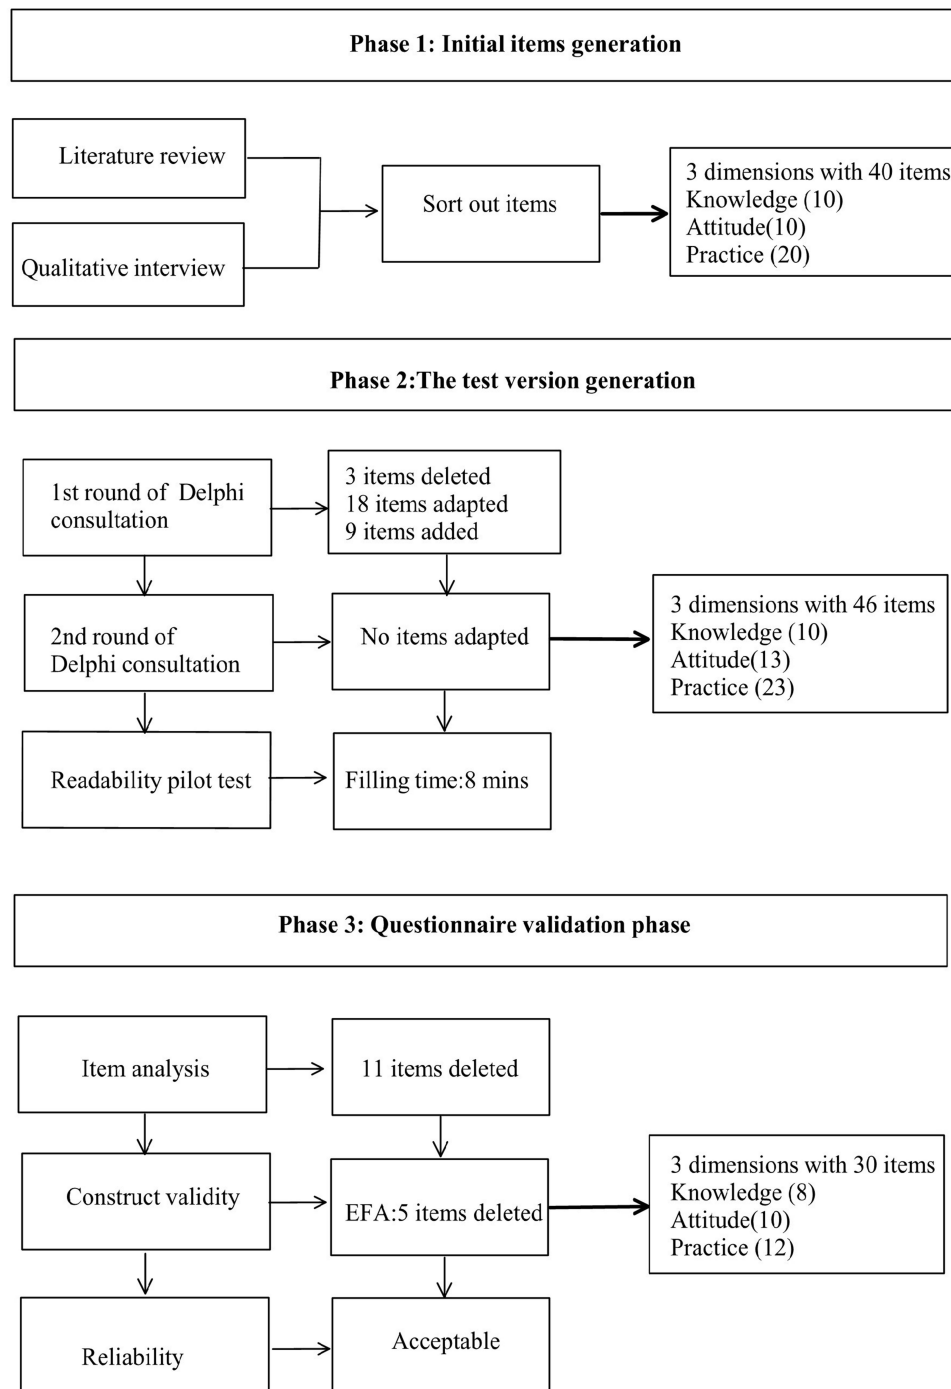 Phase 1: Initial items generation
Literature review
Qualitative interview
Sort out items
3 dimensions with 40 items
Knowledge (10)
Attitude(10)
Practice (20)
Phase 2:The test version generation
1st round of Delphi
consultation
3 items deleted
18 items adapted
9 items added
2nd round of
Delphi consultation
No items adapted
3 dimensions with 46 items
Knowledge (10)
Attitude(13)
Practice (23)
Readability pilot test
Filling time:8 mins
Phase 3: Questionnaire validation phase
Item analysis
11 items deleted
Construct validity
EFA:5 items deleted
3 dimensions with 30 items
Knowledge (8)
Attitude(10)
Practice (12)
Reliability
Acceptable